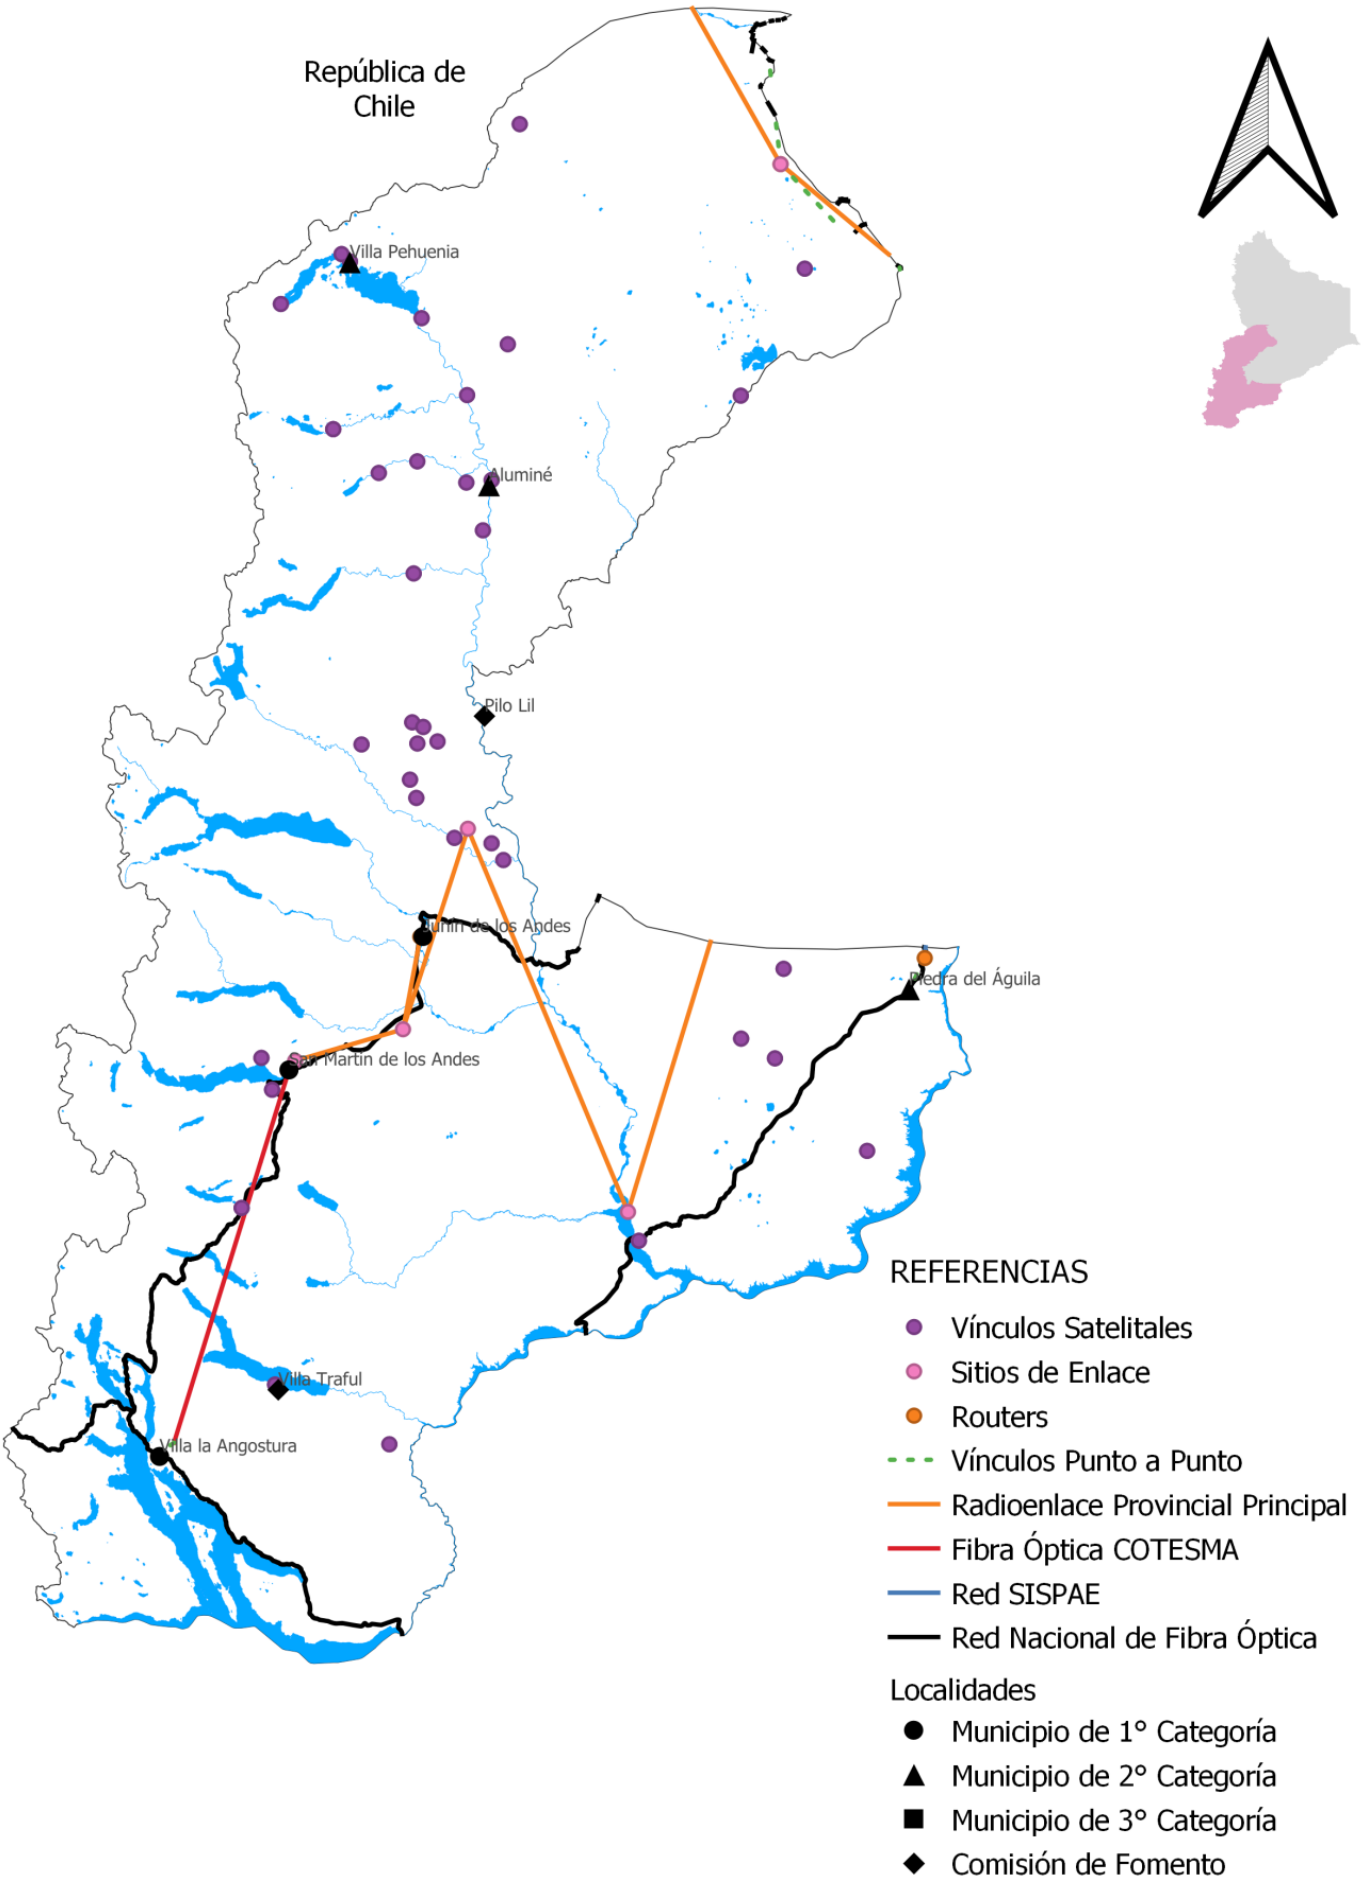 República de
Chile
Villa Pehuenia
Aluminé
Pilo Lil
Junín de los Andes
Piedra del Águila
San Martín de los Andes
Villa Traful
Villa la Angostura
REFERENCIAS
Vínculos Satelitales
Sitios de Enlace
Routers
Vínculos Punto a Punto
Radioenlace Provincial Principal
Fibra Óptica COTESMA
Red SISPAE
Red Nacional de Fibra Óptica
Localidades
Municipio de 1° Categoría
Municipio de 2° Categoría
Municipio de 3° Categoría
Comisión de Fomento